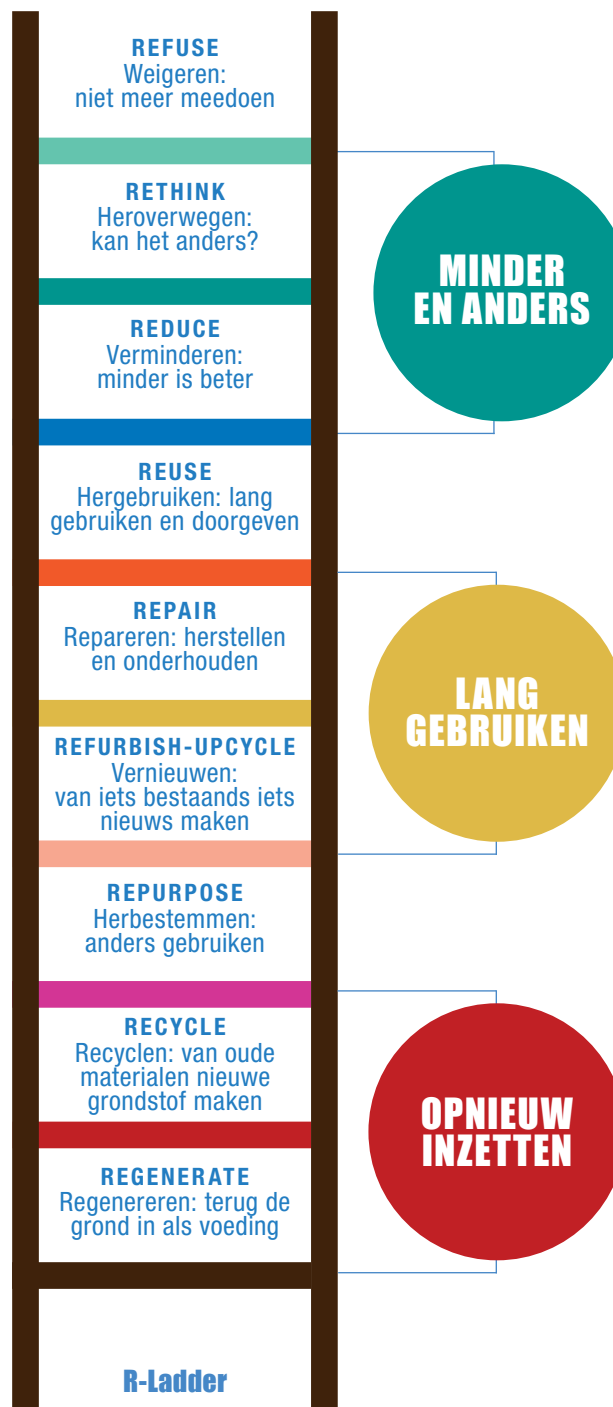 REFUSE
Weigeren:
niet meer meedoen
RETHINK
Heroverwegen:
kan het anders?
REDUCE
Verminderen:
minder is beter
MINDER
EN ANDERS
REUSE
Hergebruiken: lang
gebruiken en doorgeven
REPAIR
Repareren: herstellen
en onderhouden
REFURBISH-UPCYCLE
Vernieuwen:
van iets bestaands iets
nieuws maken
LANG
GEBRUIKEN
REPURPOSE
Herbestemmen:
anders gebruiken
RECYCLE
Recyclen: van oude
materialen nieuwe
grondstof maken
REGENERATE
Regenereren: terug de
grond in als voeding
OPNIEUW
INZETTEN
R-Ladder